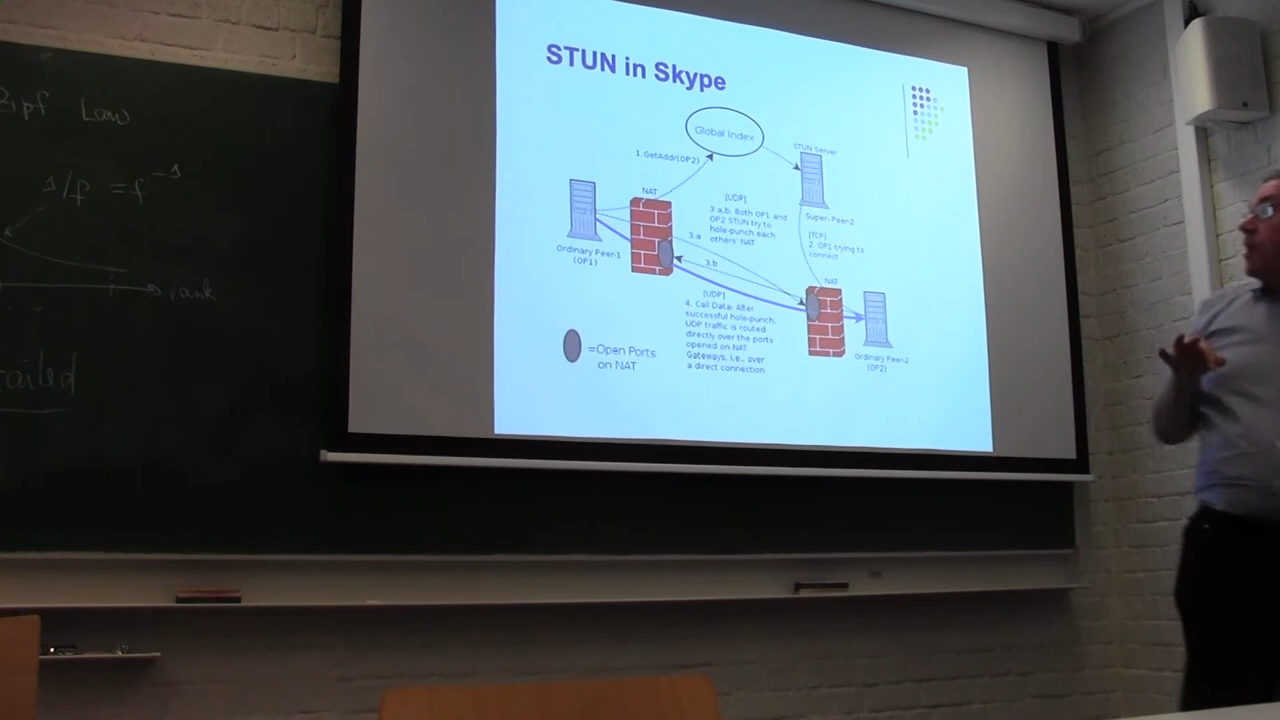 Zipf Law
1/f = f⁻¹
rank
tailed
STUN in Skype
Global Index
1.GetAddr(OP2)
STUN Server
NAT
[UDP]
3 a,b: Both OP1 and
OP2 STUN try to
hole-punch each
others' NAT
Super- Peer-2
[TCP]
2. OP1 trying to
connect
3.a
3.b
Ordinary Peer-1
(OP1)
NAT
[UDP]
4. Call Data: After
successful hole-punch,
UDP traffic is routed
directly over the ports
opened on NAT
Gateways, i.e., over
a direct connection
=Open Ports
on NAT
Ordinary Peer-2
(OP2)